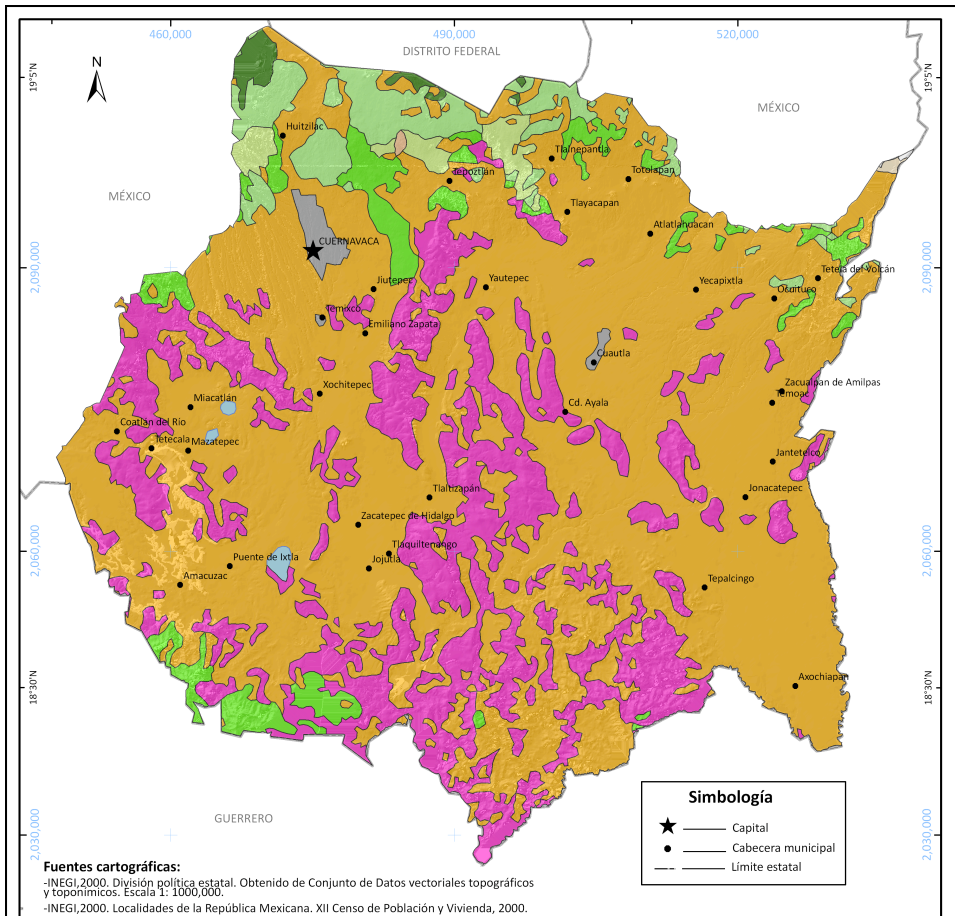 460,000
490,000
520,000
DISTRITO FEDERAL
19°5'N
19°5'N
N
MÉXICO
Huitzilac
Tlalnepantla
Totolapan
Tepoztlán
MÉXICO
Tlayacapan
Atlatlahuacan
CUERNAVACA
2,090,000
2,090,000
Tetela del Volcán
Jiutepec
Yautepec
Yecapixtla
Ocuituco
Temixco
Emiliano Zapata
Cuautla
Xochitepec
Zacualpan de Amilpas
Temoac
Miacatlán
Cd. Ayala
Coatlán del Rio
Tetecala
Mazatepec
Jantetelco
Tlaltizapán
Jonacatepec
Zacatepec de Hidalgo
Tlaquiltenango
2,060,000
2,060,000
Puente de Ixtla
Jojutla
Amacuzac
Tepalcingo
18°30'N
18°30'N
Axochiapan
GUERRERO
2,030,000
2,030,000
Simbología
Capital
Cabecera municipal
Límite estatal
Fuentes cartográficas:
-INEGI,2000. División política estatal. Obtenido de Conjunto de Datos vectoriales topográficos
y toponímicos. Escala 1: 1000,000.
-INEGI,2000. Localidades de la República Mexicana. XII Censo de Población y Vivienda, 2000.